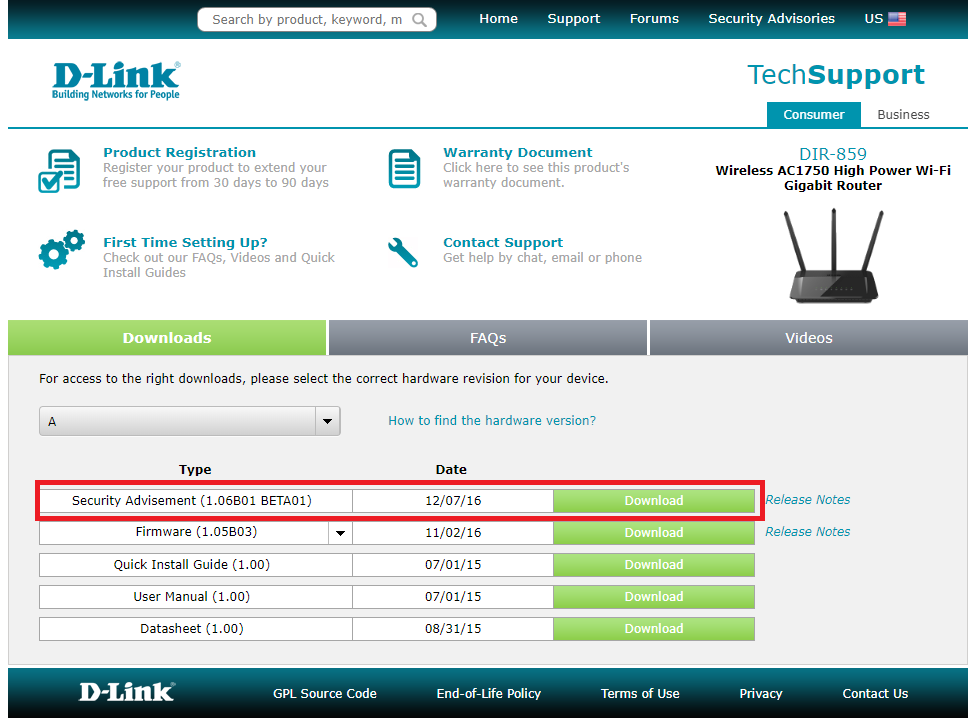 Search by product, keyword, m
Home Support Forums Security Advisories US
D-Link®
Building Networks for People
TechSupport
Consumer Business
Product Registration
Register your product to extend your
free support from 30 days to 90 days
Warranty Document
Click here to see this product's
warranty document.
DIR-859
Wireless AC1750 High Power Wi-Fi
Gigabit Router
First Time Setting Up?
Check out our FAQs, Videos and Quick
Install Guides
Contact Support
Get help by chat, email or phone
Downloads FAQs Videos
For access to the right downloads, please select the correct hardware revision for your device.
A How to find the hardware version?
Type Date
Security Advisement (1.06B01 BETA01) 12/07/16 Download Release Notes
Firmware (1.05B03) 11/02/16 Download Release Notes
Quick Install Guide (1.00) 07/01/15 Download
User Manual (1.00) 07/01/15 Download
Datasheet (1.00) 08/31/15 Download
D-Link® GPL Source Code End-of-Life Policy Terms of Use Privacy Contact Us